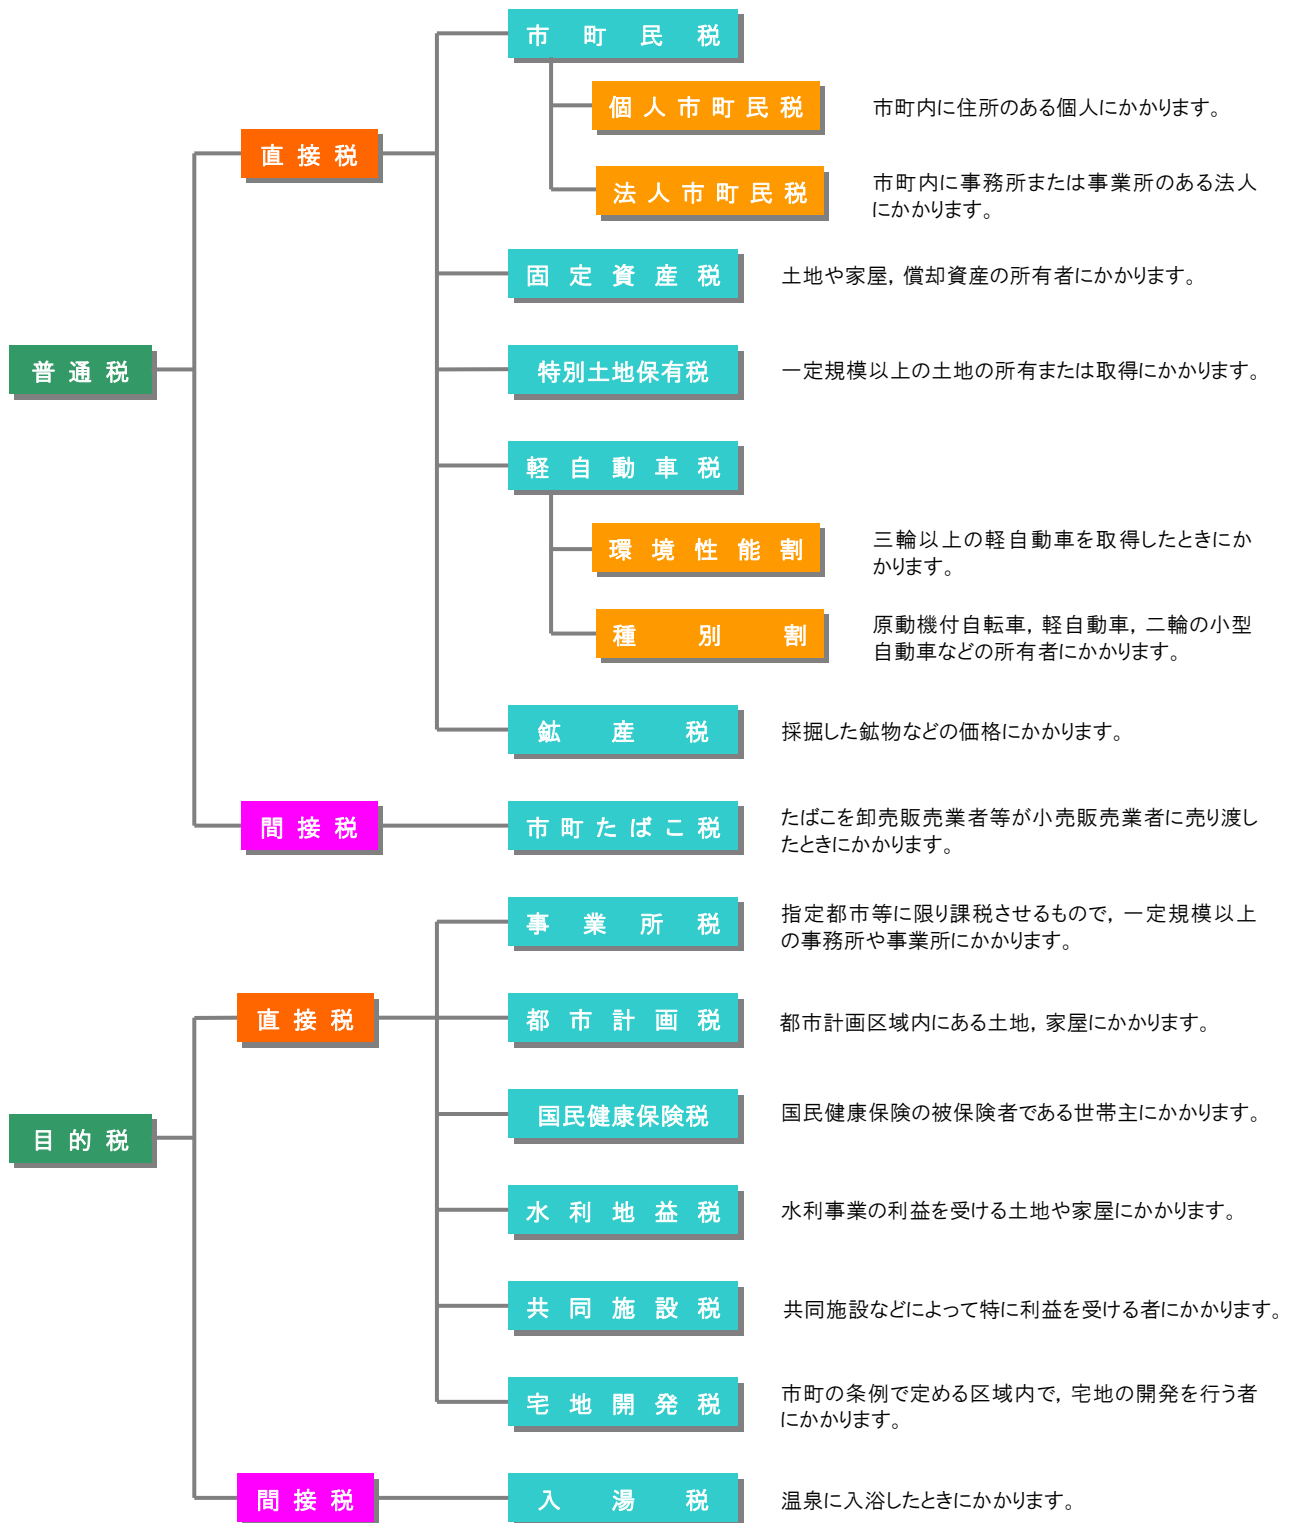 市町民税
個人市町民税
市町内に住所のある個人にかかります。
直接税
法人市町民税
市町内に事務所または事業所のある法人
にかかります。
固定資産税
土地や家屋，償却資産の所有者にかかります。
普通税
特別土地保有税
一定規模以上の土地の所有または取得にかかります。
軽自動車税
環境性能割
三輪以上の軽自動車を取得したときにか
かります。
種別割
原動機付自転車，軽自動車，二輪の小型
自動車などの所有者にかかります。
鉱産税
採掘した鉱物などの価格にかかります。
間接税
市町たばこ税
たばこを卸売販売業者等が小売販売業者に売り渡し
たときにかかります。
事業所税
指定都市等に限り課税させるもので，一定規模以上
の事務所や事業所にかかります。
直接税
都市計画税
都市計画区域内にある土地，家屋にかかります。
目的税
国民健康保険税
国民健康保険の被保険者である世帯主にかかります。
水利地益税
水利事業の利益を受ける土地や家屋にかかります。
共同施設税
共同施設などによって特に利益を受ける者にかかります。
宅地開発税
市町の条例で定める区域内で，宅地の開発を行う者
にかかります。
間接税
入湯税
温泉に入浴したときにかかります。